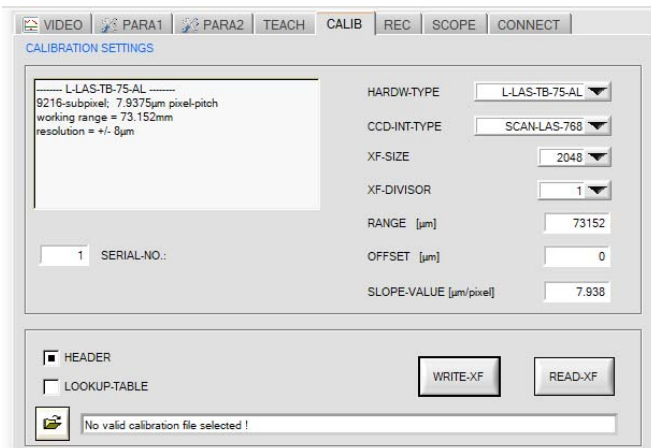 VIDEO PARA1 PARA2 TEACH CALIB REC SCOPE CONNECT
CALIBRATION SETTINGS
-------- L-LAS-TB-75-AL --------
9216-subpixel; 7.9375µm pixel-pitch
working range = 73.152mm
resolution = +/- 8µm
HARDW-TYPE L-LAS-TB-75-AL
CCD-INT-TYPE SCAN-LAS-768
XF-SIZE 2048
XF-DIVISOR 1
RANGE [µm] 73152
1 SERIAL-NO.:
OFFSET [µm] 0
SLOPE-VALUE [µm/pixel] 7.938
HEADER
LOOKUP-TABLE
WRITE-XF READ-XF
No valid calibration file selected !